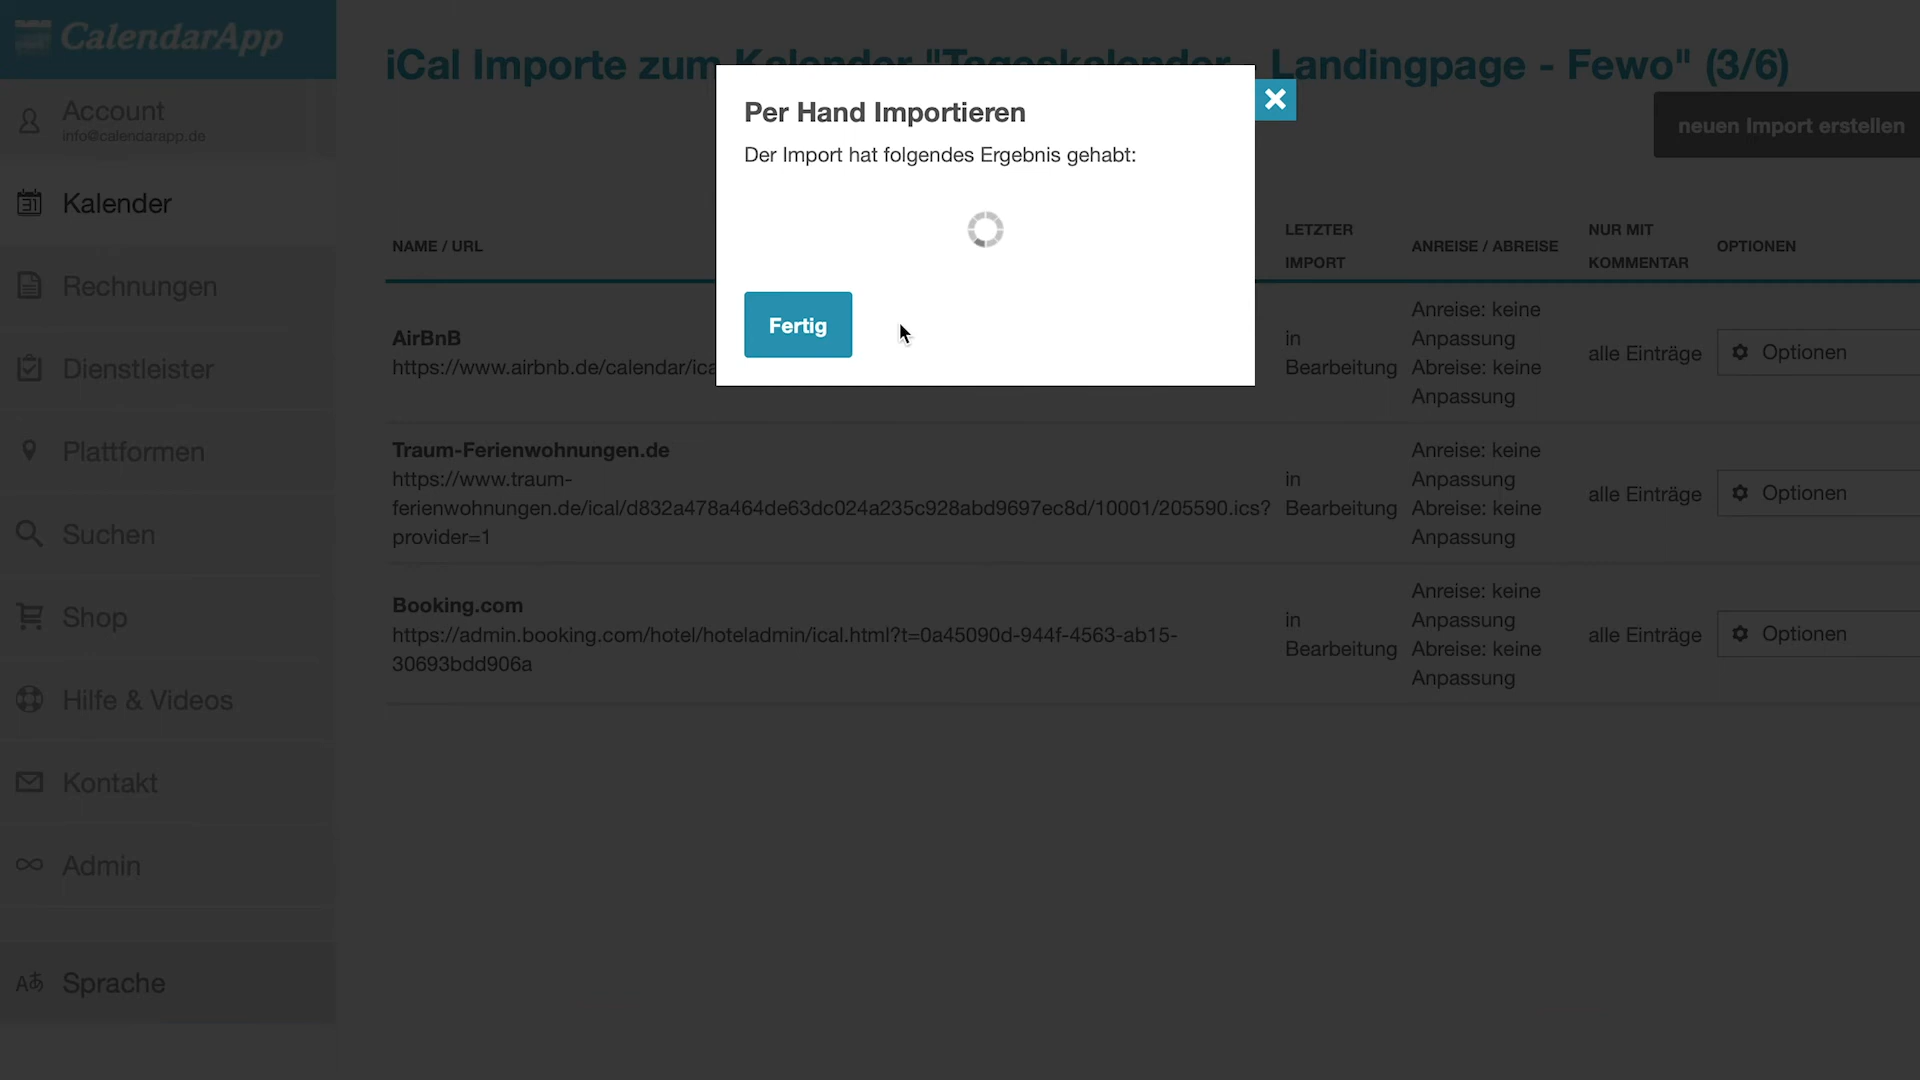 CalendarApp
iCal Importe zum Kalender "Tageskalender - Landingpage - Fewo" (3/6)
Account
info@calendarapp.de
Kalender
Rechnungen
Dienstleister
Plattformen
Suchen
Shop
Hilfe & Videos
Kontakt
Admin
Sprache
neuen Import erstellen
Per Hand Importieren
Der Import hat folgendes Ergebnis gehabt:
Fertig
NAME / URL
LETZTER
IMPORT
ANREISE / ABREISE
NUR MIT
KOMMENTAR
OPTIONEN
AirBnB
https://www.airbnb.de/calendar/ica
in
Bearbeitung
Anreise: keine
Anpassung
Abreise: keine
Anpassung
alle Einträge
Optionen
Traum-Ferienwohnungen.de
https://www.traum-
ferienwohnungen.de/ical/d832a478a464de63dc024a235c928abd9697ec8d/10001/205590.ics?
provider=1
in
Bearbeitung
Anreise: keine
Anpassung
Abreise: keine
Anpassung
alle Einträge
Optionen
Booking.com
https://admin.booking.com/hotel/hoteladmin/ical.html?t=0a45090d-944f-4563-ab15-
30693bdd906a
in
Bearbeitung
Anreise: keine
Anpassung
Abreise: keine
Anpassung
alle Einträge
Optionen